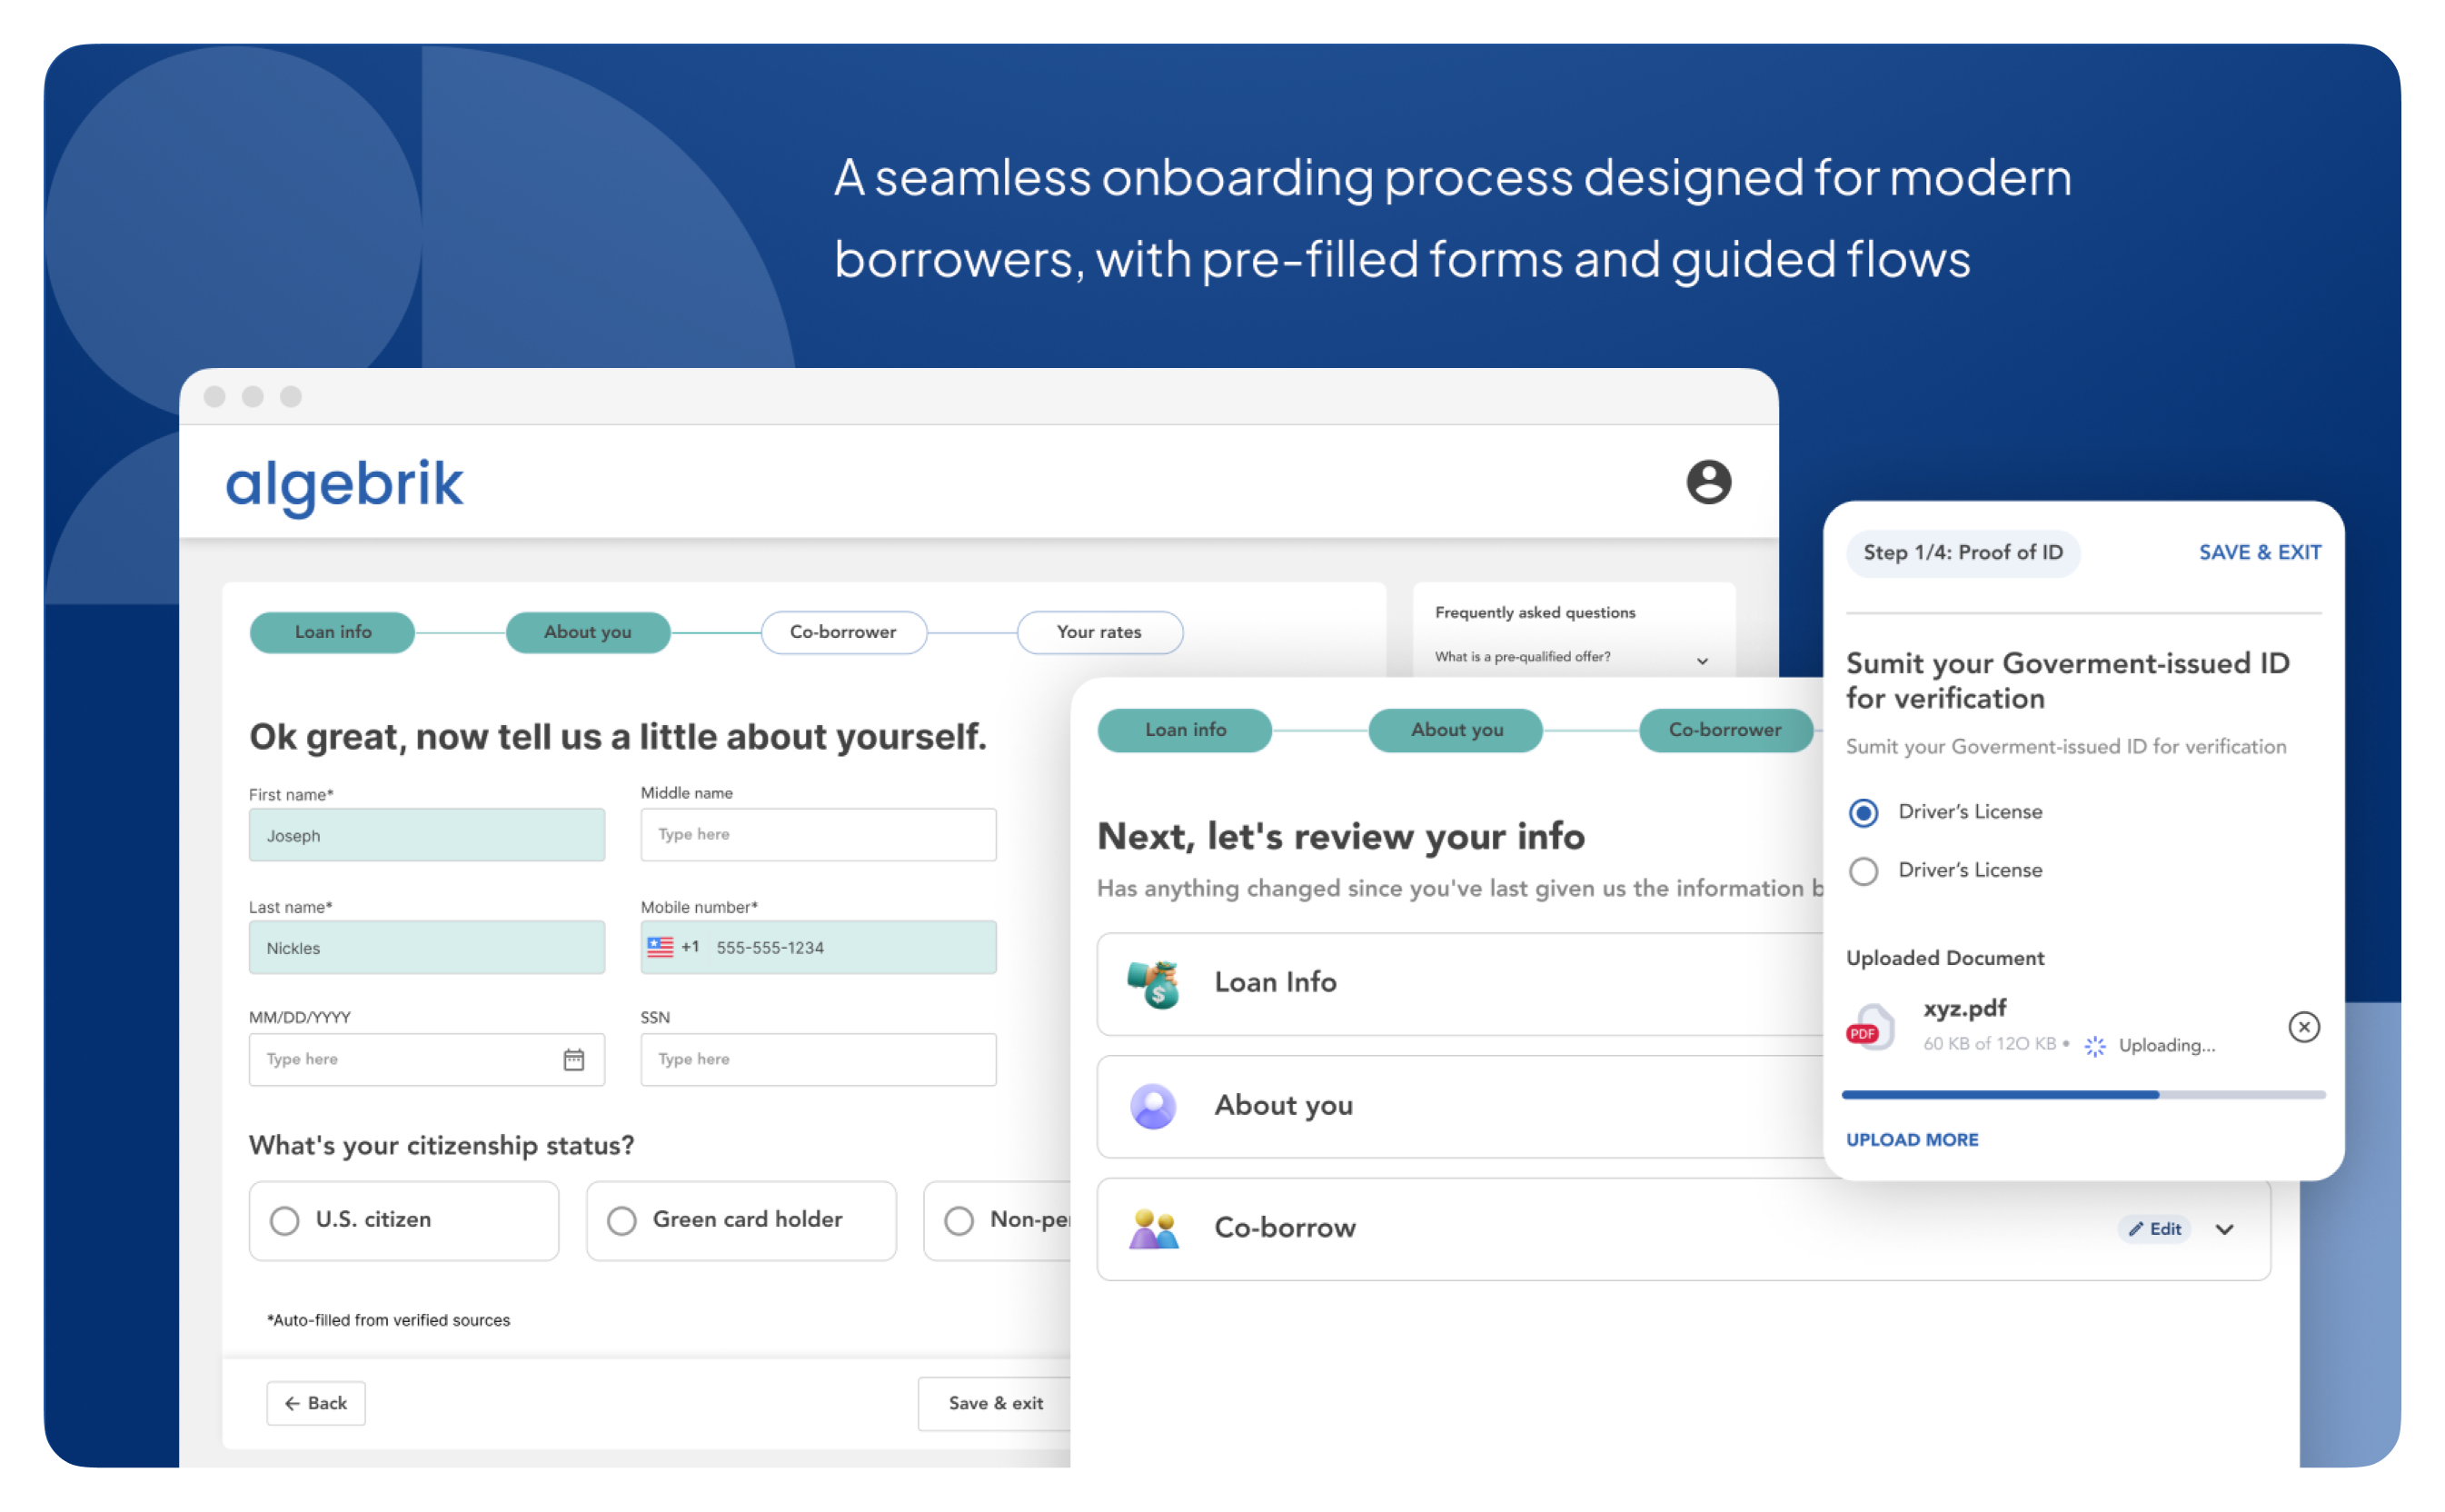 A seamless onboarding process designed for modern
borrowers, with pre-filled forms and guided flows
algebrik
Loan info
About you
Co-borrower
Your rates
Ok great, now tell us a little about yourself.
First name*
Middle name
Joseph
Type here
Last name*
Mobile number*
Nickles
+1 555-555-1234
MM/DD/YYYY
SSN
Type here
Type here
What's your citizenship status?
U.S. citizen
Green card holder
Non-pe
*Auto-filled from verified sources
← Back
Save & exit
Frequently asked questions
What is a pre-qualified offer?
Loan info
About you
Co-borrower
Next, let's review your info
Has anything changed since you've last given us the information
Loan Info
About you
Co-borrow
Edit
Step 1/4: Proof of ID
SAVE & EXIT
Sumit your Goverment-issued ID
for verification
Sumit your Goverment-issued ID for verification
Driver's License
Driver's License
Uploaded Document
xyz.pdf
PDF
60 KB of 120 KB • Uploading...
UPLOAD MORE